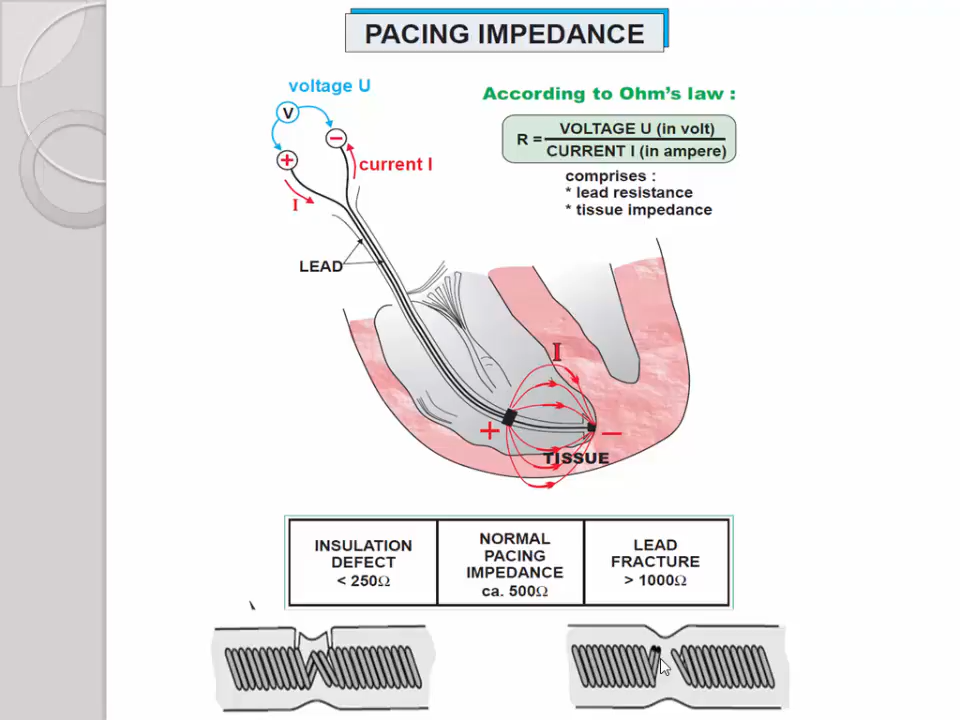 PACING IMPEDANCE
voltage U
V
+
−
current I
I
According to Ohm's law :
R = VOLTAGE U (in volt)
CURRENT I (in ampere)
comprises :
* lead resistance
* tissue impedance
LEAD
I
+
−
TISSUE
INSULATION
DEFECT
< 250Ω
NORMAL
PACING
IMPEDANCE
ca. 500Ω
LEAD
FRACTURE
> 1000Ω